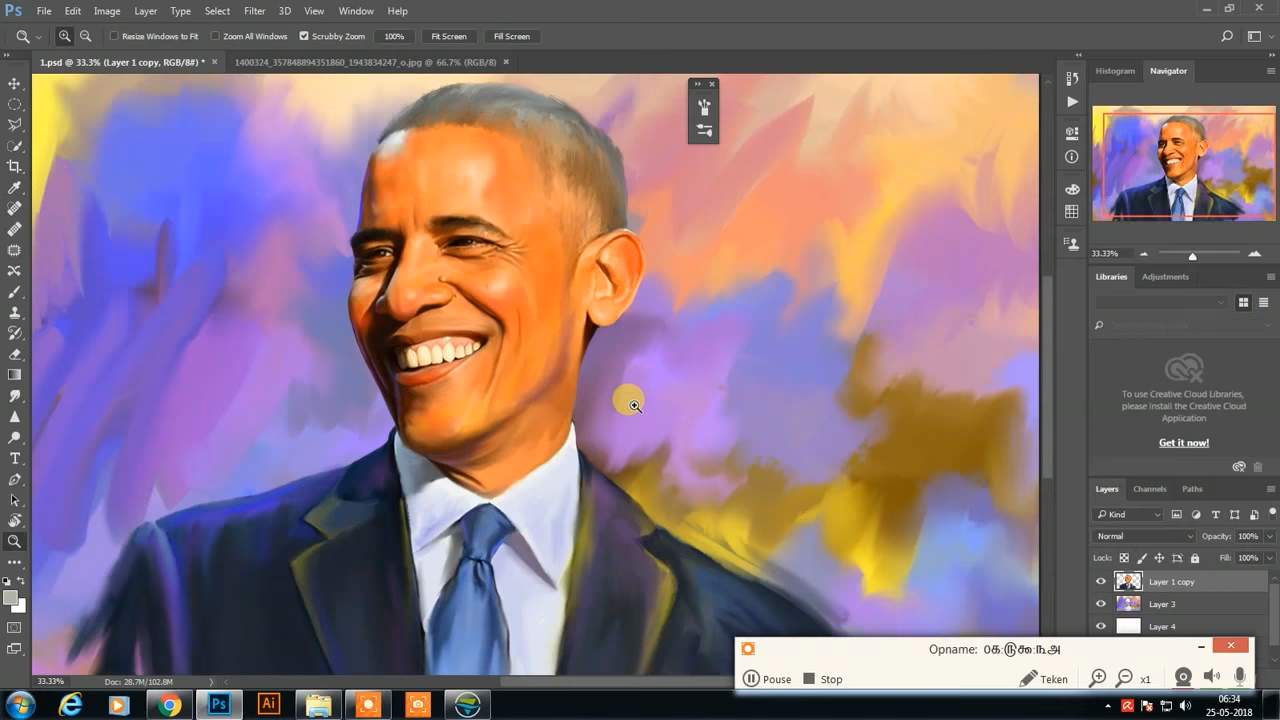 Ps File Edit Image Layer Type Select Filter 3D View Window Help
Resize Windows to Fit Zoom All Windows Scrubby Zoom 100% Fit Screen Fill Screen
1.psd @ 33.3% (Layer 1 copy, RGB/8#) * × 1400324_357848894351860_1943834247_o.jpg @ 66.7% (RGB/8) ×
Histogram Navigator
33.33%
Libraries Adjustments
To use Creative Cloud Libraries,
please install the Creative Cloud
Application
Get it now!
Layers Channels Paths
Kind
Normal Opacity: 100%
Lock: Fill: 100%
Layer 1 copy
Layer 3
Layer 4
Opname:
Pauze Stop Teken x1
33.33% Doc: 28.7M/102.8M
Ps Ai
06:34
25-05-2018